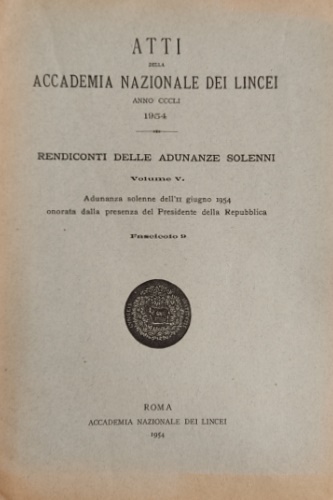 ATTI
DELLA
ACCADEMIA NAZIONALE DEI LINCEI
ANNO CCCLI
1954
RENDICONTI DELLE ADUNANZE SOLENNI
Volume V.
Adunanza solenne dell'11 giugno 1954
onorata dalla presenza del Presidente della Repubblica
Fascicolo 9
ROMA
ACCADEMIA NAZIONALE DEI LINCEI
1954